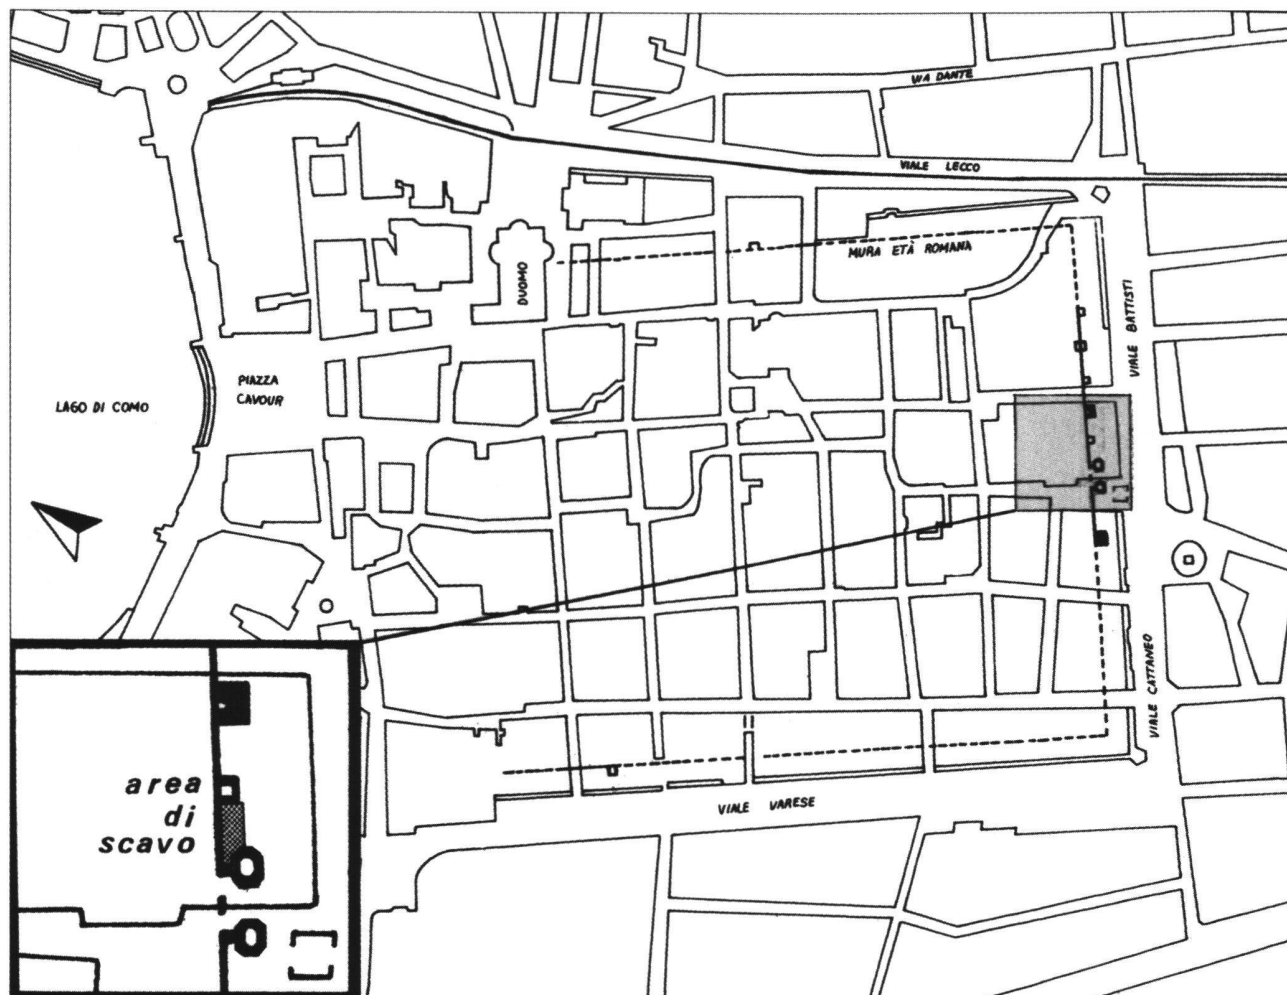 VIA DANTE
VIALE LECCO
MURA ETÀ ROMANA
DUOMO
VIALE BATTISTI
PIAZZA
CAVOUR
LAGO DI COMO
VIALE CATTANEO
VIALE VARESE
area
di
scavo